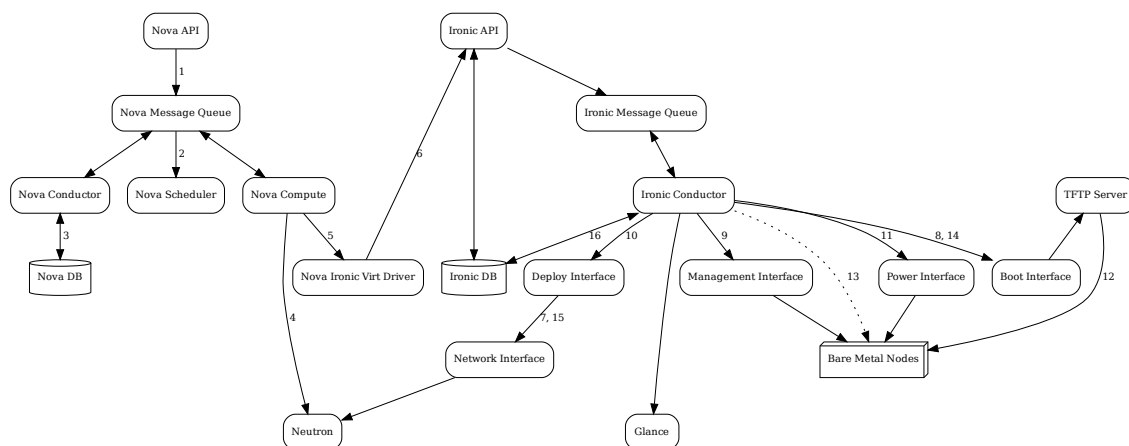 Nova API
Ironic API
1
Nova Message Queue
Ironic Message Queue
2
6
Nova Conductor
Nova Scheduler
Nova Compute
Ironic Conductor
TFTP Server
3
5
16
10
9
11
8, 14
Nova DB
Nova Ironic Virt Driver
Ironic DB
Deploy Interface
Management Interface
13
Power Interface
Boot Interface
12
4
7, 15
Network Interface
Bare Metal Nodes
Neutron
Glance